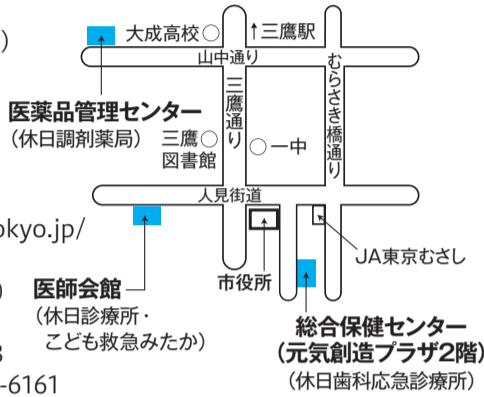 )
大成高校
↑三鷹駅
山中通り
医薬品管理センター
(休日調剤薬局)
三鷹通り
むらさき橋通り
三鷹
図書館
一中
人見街道
okyo.jp/
JA東京むさし
市役所
)
医師会館
(休日診療所・
こども救急みたか)
3
-6161
総合保健センター
(元気創造プラザ2階)
(休日歯科応急診療所)